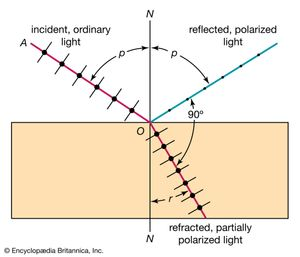 N
incident, ordinary
light
reflected, polarized
light
A
p
p
90°
O
r
refracted, partially
polarized light
N
© Encyclopædia Britannica, Inc.